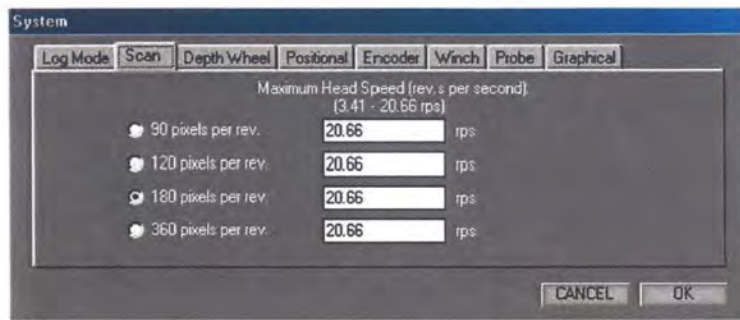 System
Log Mode Scan Depth Wheel Positional Encoder Winch Probe Graphical
Maximum Head Speed (rev.s per second):
(3.41 - 20.66 rps)
90 pixels per rev. 20.66 rps
120 pixels per rev. 20.66 rps
180 pixels per rev. 20.66 rps
360 pixels per rev. 20.66 rps
CANCEL OK